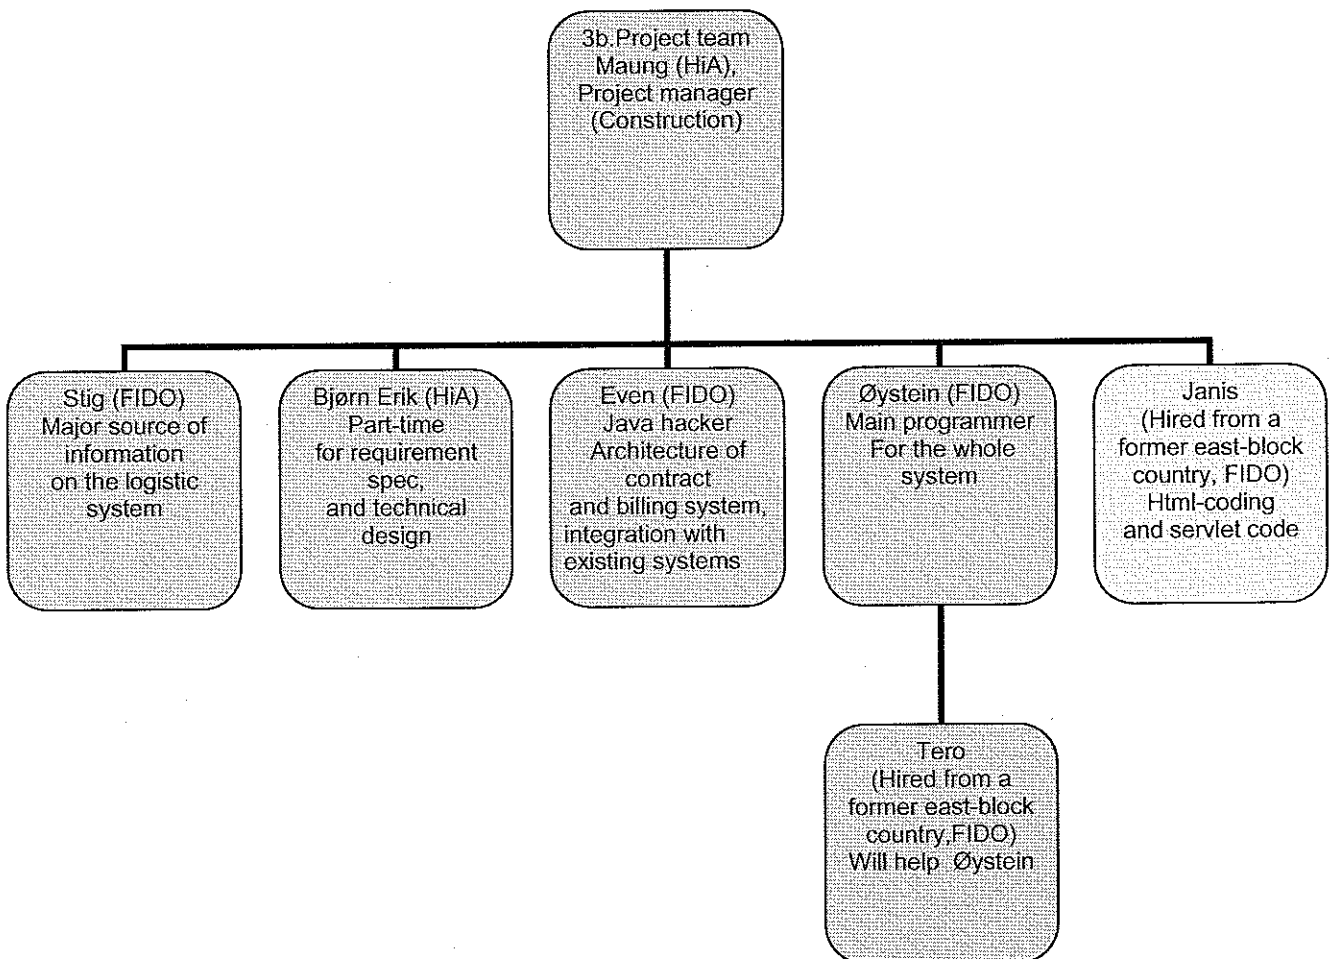 3b.Project team
Maung (HiA),
Project manager
(Construction)
Stig (FIDO)
Major source of
information
on the logistic
system
Bjørn Erik (HiA)
Part-time
for requirement
spec,
and technical
design
Even (FIDO)
Java hacker
Architecture of
contract
and billing system,
integration with
existing systems
Øystein (FIDO)
Main programmer
For the whole
system
Janis
(Hired from a
former east-block
country, FIDO)
Html-coding
and servlet code
Tero
(Hired from a
former east-block
country,FIDO)
Will help Øystein